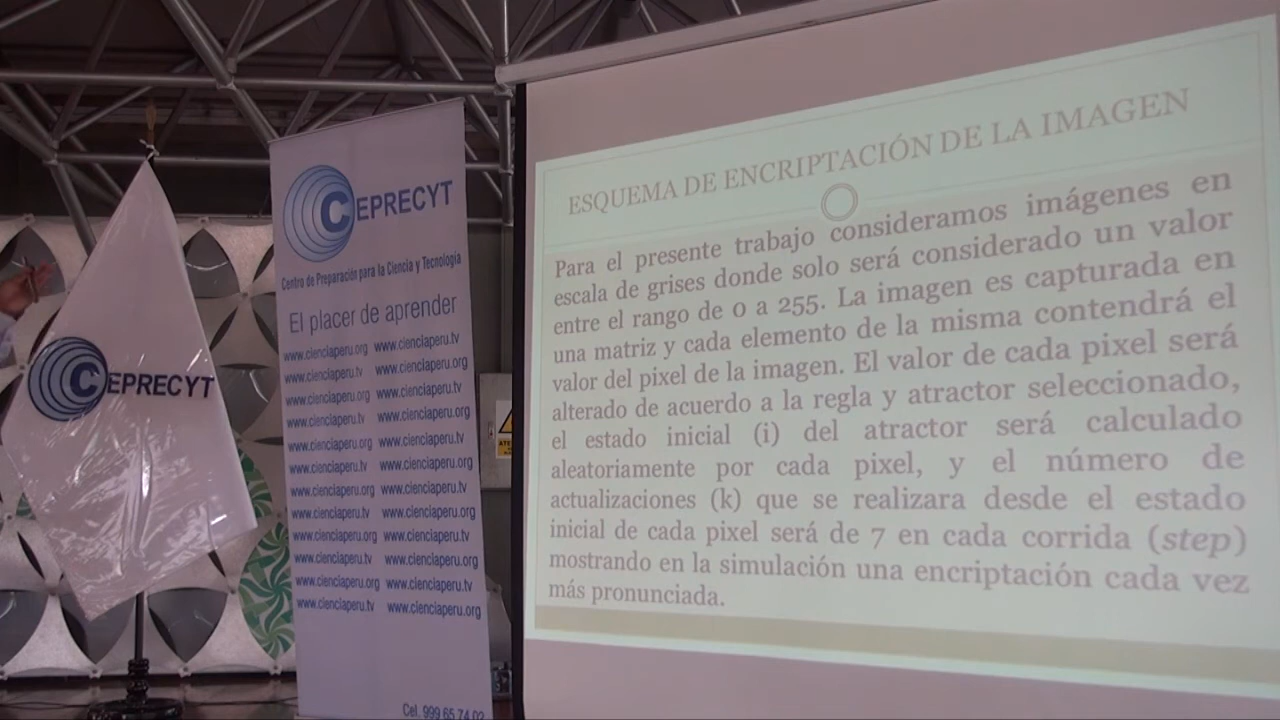 CEPRECYT
CEPRECYT
Centro de Preparación para la Ciencia y Tecnología
El placer de aprender
www.cienciaperu.org www.cienciaperu.tv
www.cienciaperu.tv www.cienciaperu.org
www.cienciaperu.org www.cienciaperu.tv
www.cienciaperu.tv www.cienciaperu.org
www.cienciaperu.org www.cienciaperu.tv
www.cienciaperu.tv www.cienciaperu.org
www.cienciaperu.org www.cienciaperu.tv
www.cienciaperu.tv www.cienciaperu.org
www.cienciaperu.org www.cienciaperu.tv
www.cienciaperu.tv www.cienciaperu.org
www.cienciaperu.org www.cienciaperu.tv
www.cienciaperu.tv www.cienciaperu.org
Cel. 999 65 74 02
ESQUEMA DE ENCRIPTACIÓN DE LA IMAGEN
Para el presente trabajo consideramos imágenes en
escala de grises donde solo será considerado un valor
entre el rango de 0 a 255. La imagen es capturada en
una matriz y cada elemento de la misma contendrá el
valor del pixel de la imagen. El valor de cada pixel será
alterado de acuerdo a la regla y atractor seleccionado,
el estado inicial (i) del atractor será calculado
aleatoriamente por cada pixel, y el número de
actualizaciones (k) que se realizara desde el estado
inicial de cada pixel será de 7 en cada corrida (step)
mostrando en la simulación una encriptación cada vez
más pronunciada.